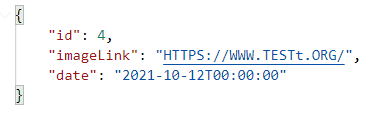 {
"id": 4,
"imageLink": "HTTPS://WWW.TESTt.ORG/",
"date": "2021-10-12T00:00:00"
}